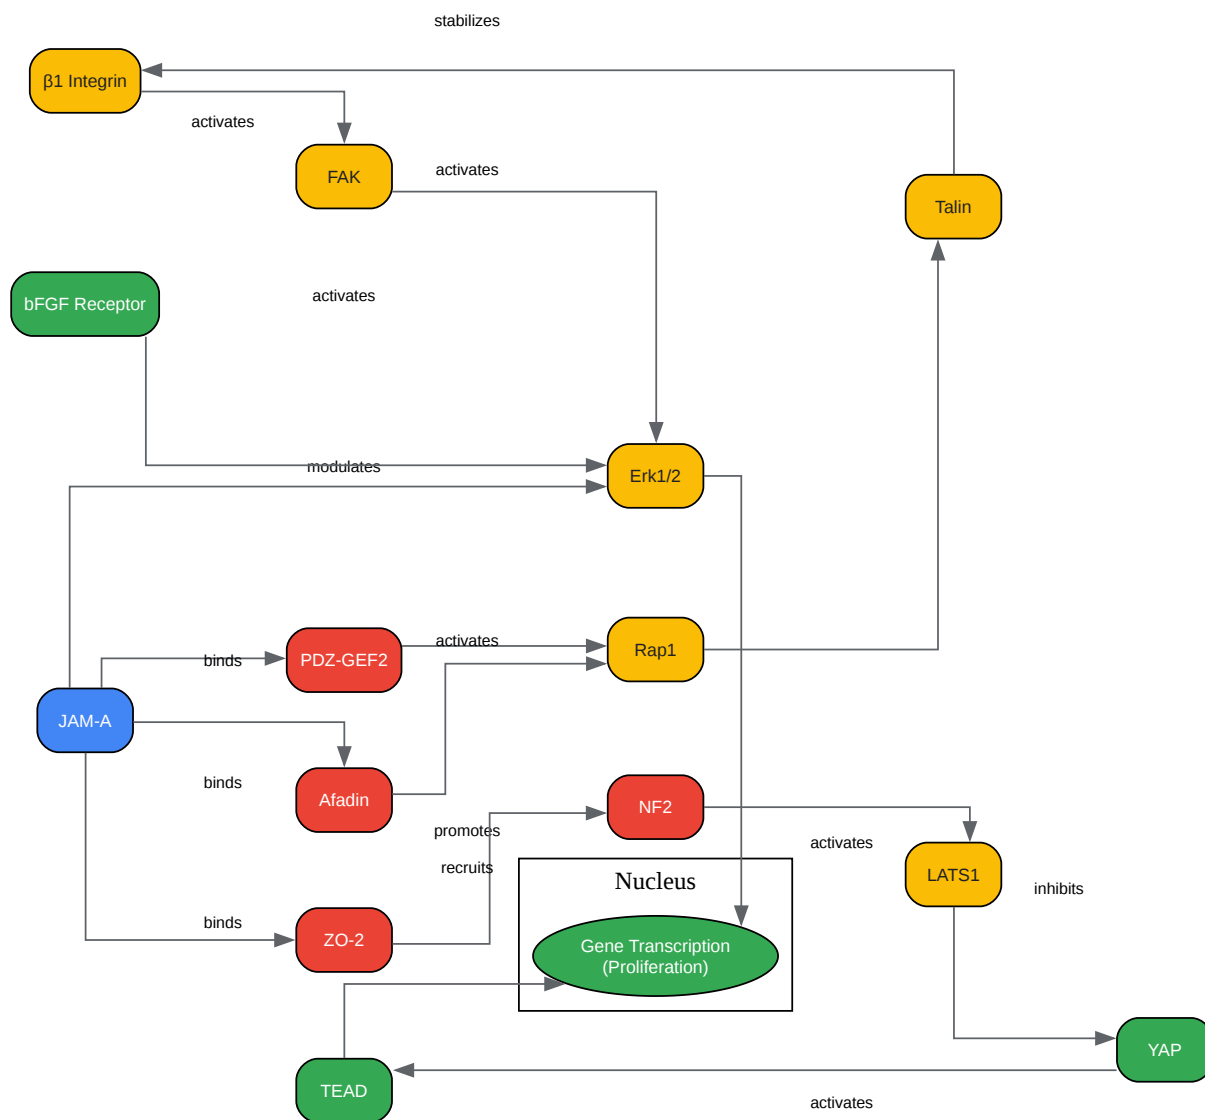 stabilizes
β1 Integrin
activates
FAK
activates
Talin
bFGF Receptor
activates
modulates
Erk1/2
binds
PDZ-GEF2
activates
Rap1
JAM-A
binds
Afadin
promotes
NF2
activates
recruits
Nucleus
LATS1
inhibits
binds
ZO-2
Gene Transcription
(Proliferation)
YAP
TEAD
activates